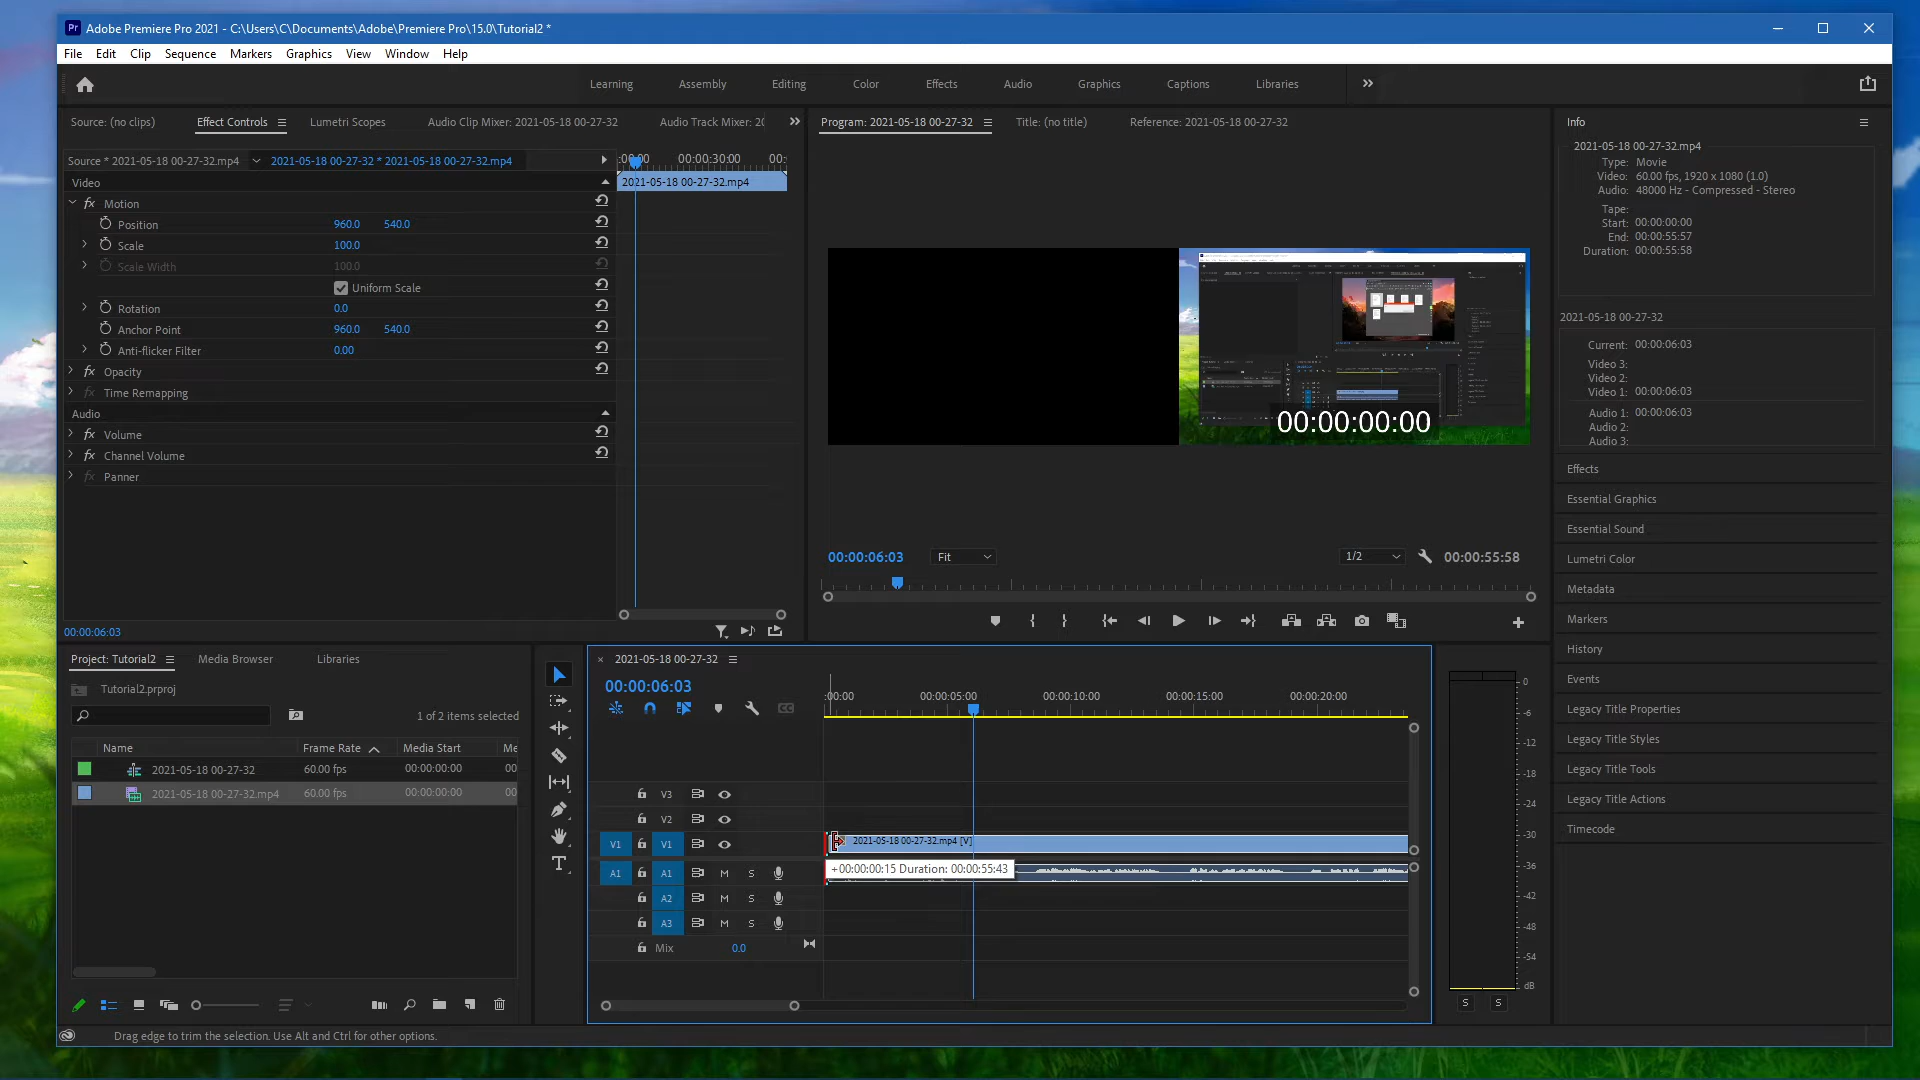 Adobe Premiere Pro 2021 - C:\Users\C\Documents\Adobe\Premiere Pro\15.0\Tutorial2 *
File Edit Clip Sequence Markers Graphics View Window Help
Learning Assembly Editing Color Effects Audio Graphics Captions Libraries
Source: (no clips) Effect Controls Lumetri Scopes Audio Clip Mixer: 2021-05-18 00-27-32 Audio Track Mixer: 20
Source * 2021-05-18 00-27-32.mp4 2021-05-18 00-27-32 * 2021-05-18 00-27-32.mp4
:00:00 00:00:30:00 00:
Video
2021-05-18 00-27-32.mp4
fx Motion
Position 960.0 540.0
Scale 100.0
Scale Width 100.0
Uniform Scale
Rotation 0.0
Anchor Point 960.0 540.0
Anti-flicker Filter 0.00
fx Opacity
fx Time Remapping
Audio
fx Volume
fx Channel Volume
fx Panner
00:00:06:03
Program: 2021-05-18 00-27-32 Title: (no title) Reference: 2021-05-18 00-27-32
00:00:00:00
00:00:06:03 Fit 1/2 00:00:55:58
Info
2021-05-18 00-27-32.mp4
Type: Movie
Video: 60.00 fps, 1920 x 1080 (1.0)
Audio: 48000 Hz - Compressed - Stereo
Tape:
Start: 00:00:00:00
End: 00:00:55:57
Duration: 00:00:55:58
2021-05-18 00-27-32
Current: 00:00:06:03
Video 3:
Video 2:
Video 1: 00:00:06:03
Audio 1: 00:00:06:03
Audio 2:
Audio 3:
Effects
Essential Graphics
Essential Sound
Lumetri Color
Metadata
Markers
History
Events
Legacy Title Properties
Legacy Title Styles
Legacy Title Tools
Legacy Title Actions
Timecode
Project: Tutorial2 Media Browser Libraries
Tutorial2.prproj
1 of 2 items selected
Name Frame Rate Media Start Me
2021-05-18 00-27-32 60.00 fps 00:00:00:00 00
2021-05-18 00-27-32.mp4 60.00 fps 00:00:00:00 00
2021-05-18 00-27-32
00:00:06:03
:00:00 00:00:05:00 00:00:10:00 00:00:15:00 00:00:20:00
V3
V2
V1 V1 2021-05-18 00-27-32.mp4 [V]
A1 A1 M S +00:00:00:15 Duration: 00:00:55:43
A2 M S
A3 M S
Mix 0.0
0
-6
-12
-18
-24
-30
-36
-42
-48
-54
dB
S S
Drag edge to trim the selection. Use Alt and Ctrl for other options.